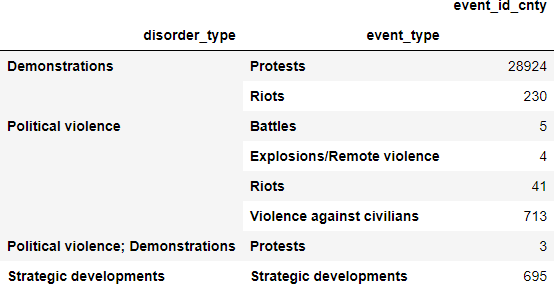 event_id_cnty
disorder_type event_type
Demonstrations Protests 28924
Riots 230
Political violence Battles 5
Explosions/Remote violence 4
Riots 41
Violence against civilians 713
Political violence; Demonstrations Protests 3
Strategic developments Strategic developments 695